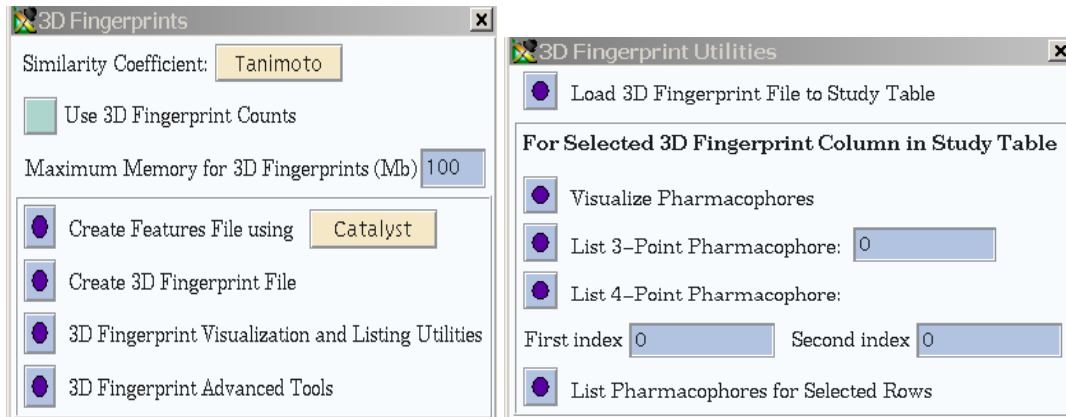 3D Fingerprints
Similarity Coefficient: Tanimoto
Use 3D Fingerprint Counts
Maximum Memory for 3D Fingerprints (Mb) 100
Create Features File using Catalyst
Create 3D Fingerprint File
3D Fingerprint Visualization and Listing Utilities
3D Fingerprint Advanced Tools
3D Fingerprint Utilities
Load 3D Fingerprint File to Study Table
For Selected 3D Fingerprint Column in Study Table
Visualize Pharmacophores
List 3-Point Pharmacophore: 0
List 4-Point Pharmacophore:
First index 0 Second index 0
List Pharmacophores for Selected Rows